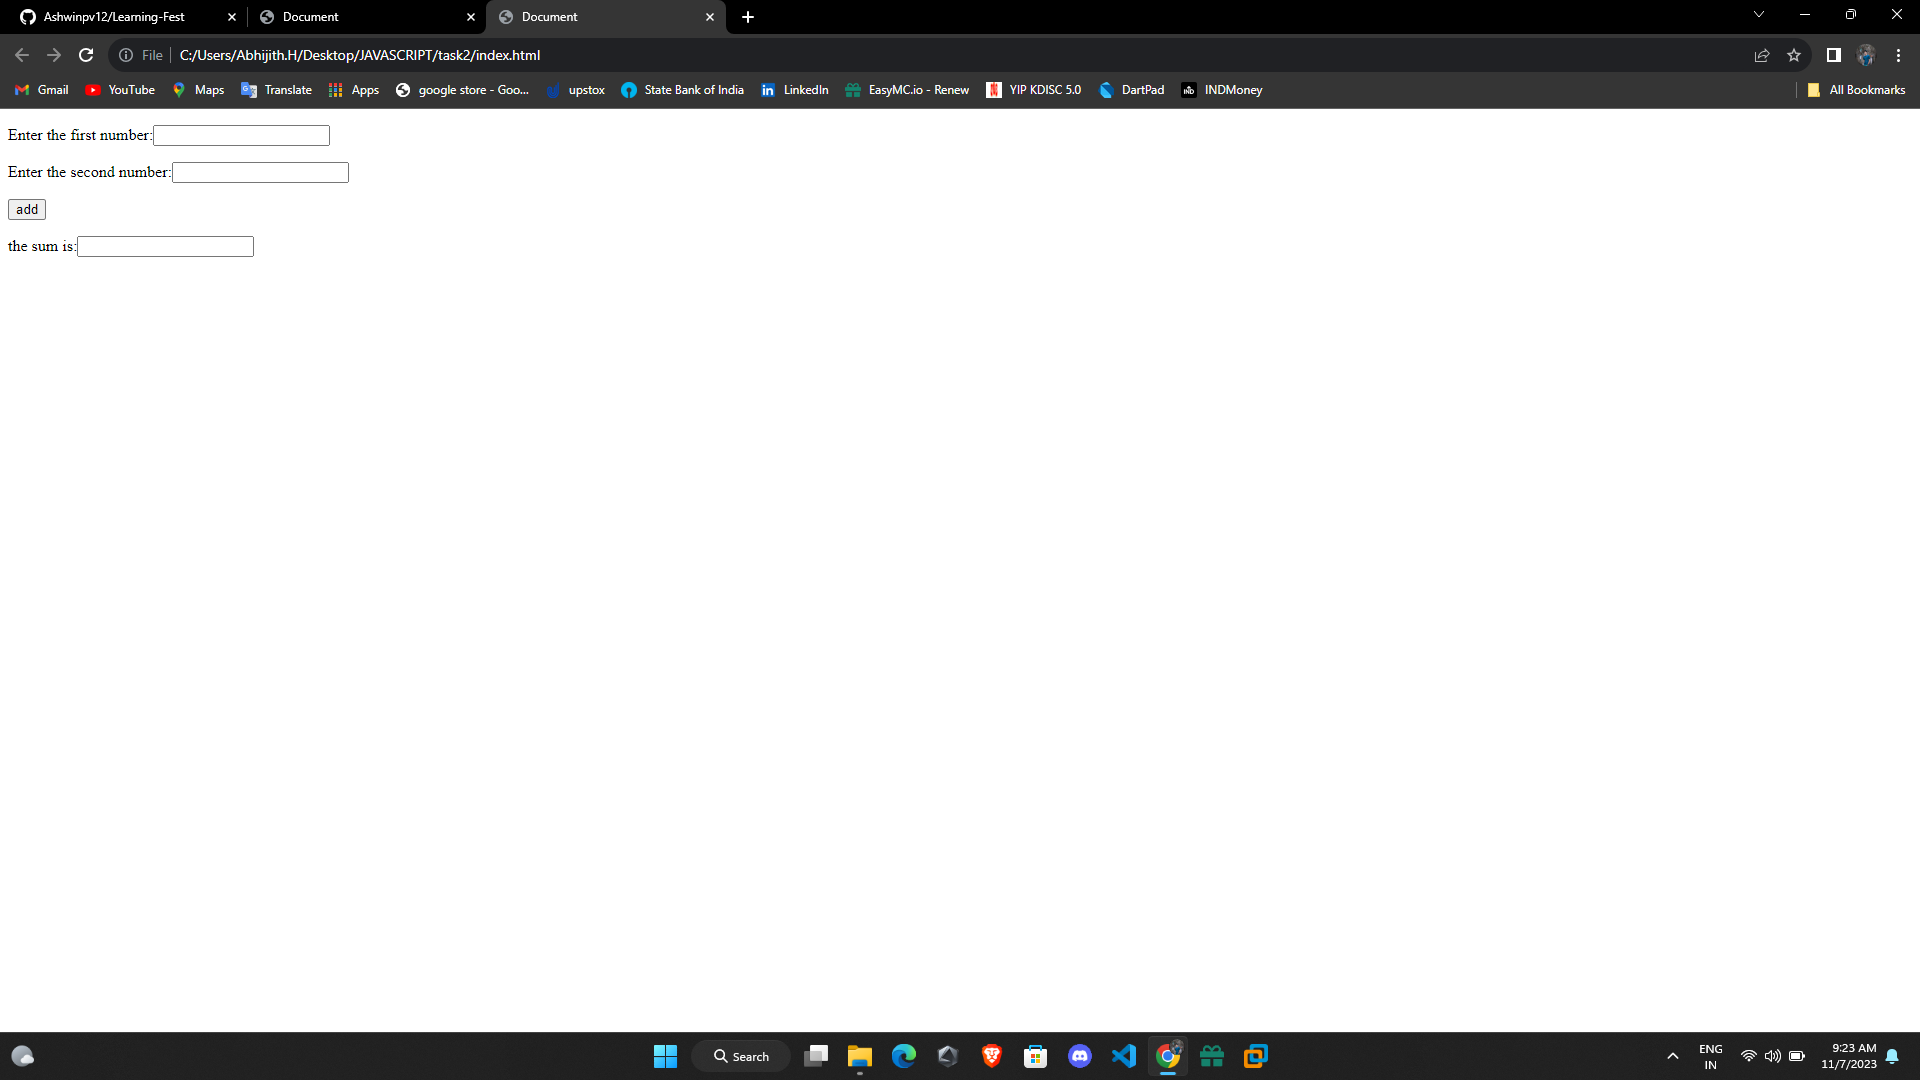 Ashwinpv12/Learning-Fest
Document
Document
File
C:/Users/Abhijith.H/Desktop/JAVASCRIPT/task2/index.html
Gmail
YouTube
Maps
Translate
Apps
google store - Goo...
upstox
State Bank of India
LinkedIn
EasyMC.io - Renew
YIP KDISC 5.0
DartPad
INDMoney
All Bookmarks
Enter the first number:
Enter the second number:
add
the sum is:
Search
ENG
IN
9:23 AM
11/7/2023